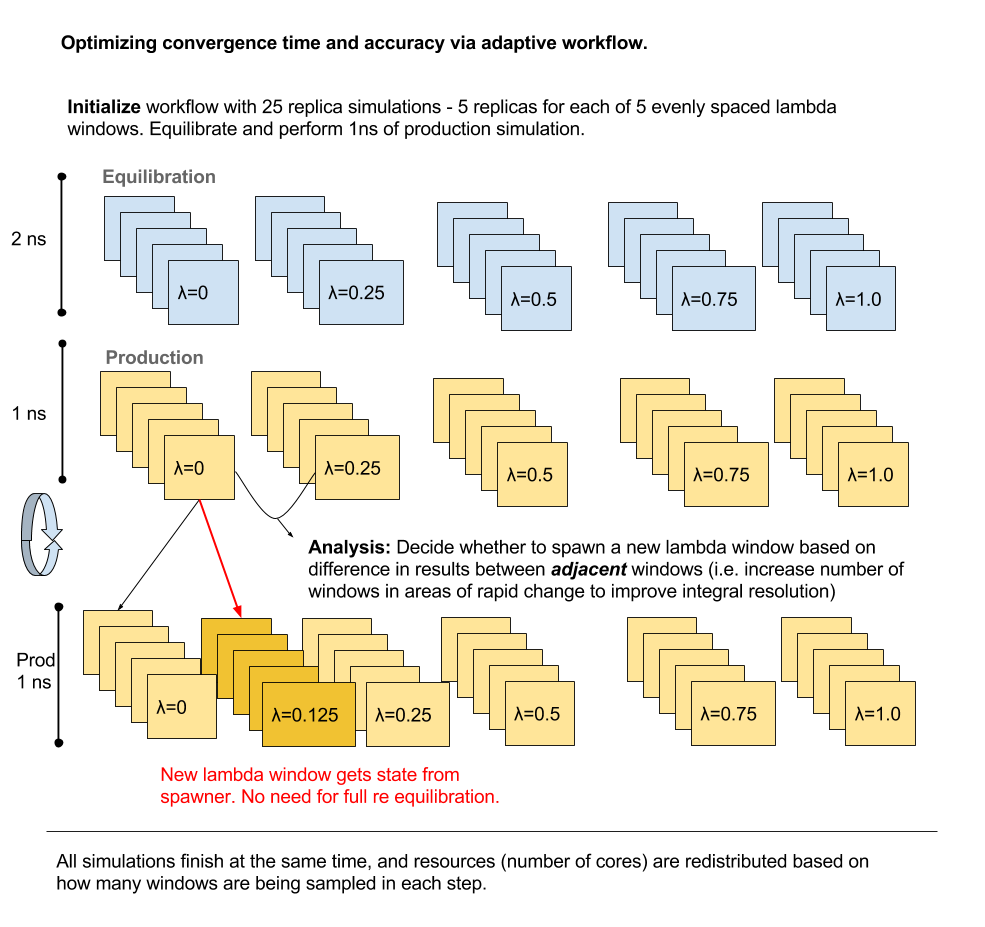 Optimizing convergence time and accuracy via adaptive workflow.
Initialize workflow with 25 replica simulations - 5 replicas for each of 5 evenly spaced lambda
windows. Equilibrate and perform 1ns of production simulation.
Equilibration
2 ns
λ=0
λ=0.25
λ=0.5
λ=0.75
λ=1.0
Production
1 ns
λ=0
λ=0.25
λ=0.5
λ=0.75
λ=1.0
Analysis: Decide whether to spawn a new lambda window based on
difference in results between adjacent windows (i.e. increase number of
windows in areas of rapid change to improve integral resolution)
Prod
1 ns
λ=0
λ=0.125
λ=0.25
λ=0.5
λ=0.75
λ=1.0
New lambda window gets state from
spawner. No need for full re equilibration.
All simulations finish at the same time, and resources (number of cores) are redistributed based on
how many windows are being sampled in each step.